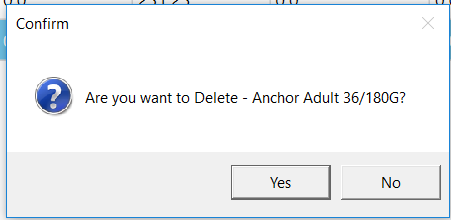 Confirm
Are you want to Delete - Anchor Adult 36/180G?
Yes No